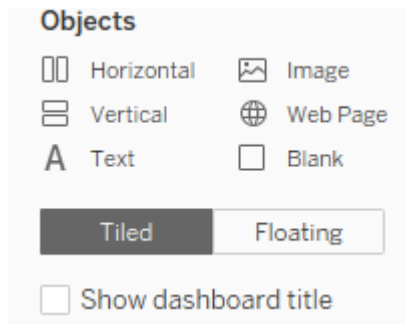 Objects
Horizontal Image
Vertical Web Page
A Text Blank
Tiled Floating
Show dashboard title